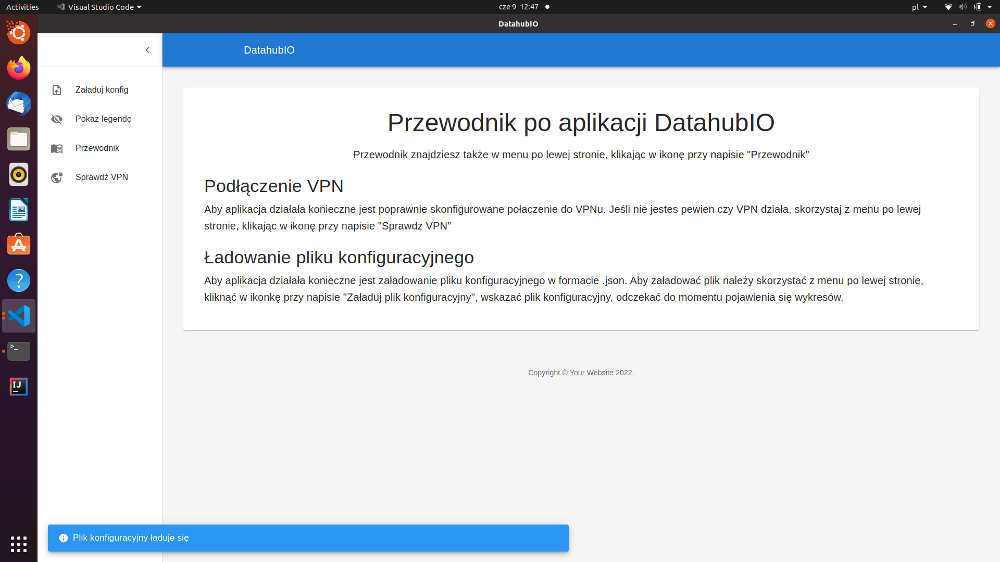 Activities
Visual Studio Code
cze 9 12:47
pl
DatahubIO
DatahubIO
Załaduj konfig
Pokaż legendę
Przewodnik
Sprawdź VPN
Przewodnik po aplikacji DatahubIO
Przewodnik znajdziesz także w menu po lewej stronie, klikając w ikonę przy napisie "Przewodnik"
Podłączenie VPN
Aby aplikacja działała konieczne jest poprawnie skonfigurowane połaczenie do VPNu. Jeśli nie jestes pewien czy VPN działa, skorzystaj z menu po lewej
stronie, klikając w ikonę przy napisie "Sprawdz VPN"
Ładowanie pliku konfiguracyjnego
Aby aplikacja działała konieczne jest załadowanie pliku konfiguracyjnego w formacie .json. Aby załadować plik należy skorzystać z menu po lewej stronie,
kliknąć w ikonkę przy napisie "Załaduj plik konfiguracyjny", wskazać plik konfiguracyjny, odczekać do momentu pojawienia się wykresów.
Copyright © Your Website 2022.
Plik konfiguracyjny ładuje się